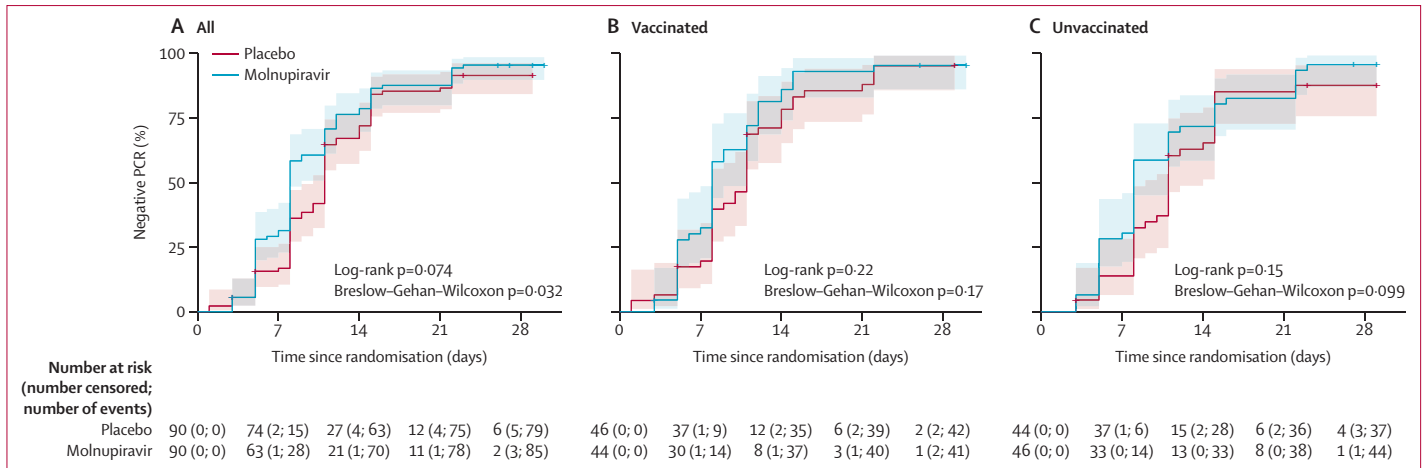 A All
B Vaccinated
C Unvaccinated
Placebo
Molnupiravir
Negative PCR (%)
100
75
50
25
0
Log-rank p=0·074
Breslow–Gehan–Wilcoxon p=0·032
Log-rank p=0·22
Breslow–Gehan–Wilcoxon p=0·17
Log-rank p=0·15
Breslow–Gehan–Wilcoxon p=0·099
0 7 14 21 28
0 7 14 21 28
0 7 14 21 28
Time since randomisation (days)
Time since randomisation (days)
Time since randomisation (days)
Number at risk
(number censored;
number of events)
Placebo 90 (0; 0) 74 (2; 15) 27 (4; 63) 12 (4; 75) 6 (5; 79) 46 (0; 0) 37 (1; 9) 12 (2; 35) 6 (2; 39) 2 (2; 42) 44 (0; 0) 37 (1; 6) 15 (2; 28) 6 (2; 36) 4 (3; 37)
Molnupiravir 90 (0; 0) 63 (1; 28) 21 (1; 70) 11 (1; 78) 2 (3; 85) 44 (0; 0) 30 (1; 14) 8 (1; 37) 3 (1; 40) 1 (2; 41) 46 (0; 0) 33 (0; 14) 13 (0; 33) 8 (0; 38) 1 (1; 44)